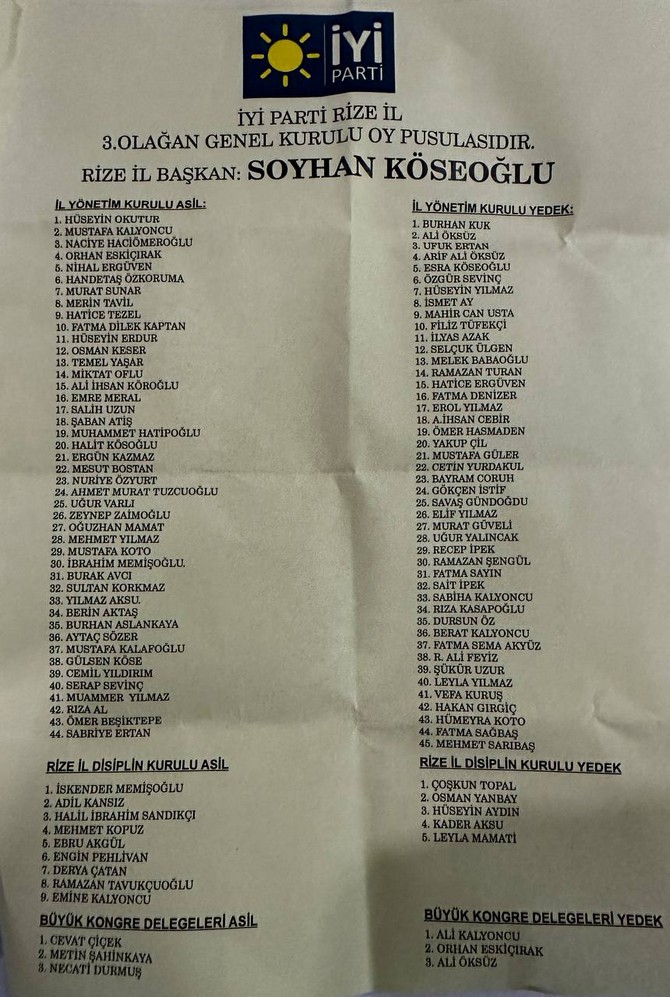 İYİ
PARTİ
İYİ PARTİ RİZE İL
3.OLAĞAN GENEL KURULU OY PUSULASIDIR.
RİZE İL BAŞKAN: SOYHAN KÖSEOĞLU
İL YÖNETİM KURULU ASİL:
1. HÜSEYİN OKUTUR
2. MUSTAFA KALYONCU
3. NACİYE HACIÖMEROĞLU
4. ORHAN ESKİÇIRAK
5. NİHAL ERGÜVEN
6. HANDETAŞ ÖZKORUMA
7. MURAT SUNAR
8. MERİN TAVİL
9. HATİCE TEZEL
10. FATMA DİLEK KAPTAN
11. HÜSEYİN ERDUR
12. OSMAN KESER
13. TEMEL YAŞAR
14. MİKTAT OFLU
15. ALİ İHSAN KÖROĞLU
16. EMRE MERAL
17. SALİH UZUN
18. ŞABAN ATİŞ
19. MUHAMMET HATİPOĞLU
20. HALİT KÖSOĞLU
21. ERGÜN KAZMAZ
22. MESUT BOSTAN
23. NURİYE ÖZYURT
24. AHMET MURAT TUZCUOĞLU
25. UĞUR VARLI
26. ZEYNEP ZAİMOĞLU
27. OĞUZHAN MAMAT
28. MEHMET YILMAZ
29. MUSTAFA KOTO
30. İBRAHİM MEMİŞOĞLU.
31. BURAK AVCI
32. SULTAN KORKMAZ
33. YILMAZ AKSU.
34. BERİN AKTAŞ
35. BURHAN ASLANKAYA
36. AYTAÇ SÖZER
37. MUSTAFA KALAFOĞLU
38. GÜLSEN KÖSE
39. CEMİL YILDIRIM
40. SERAP SEVİNÇ
41. MUAMMER YILMAZ
42. RIZA AL
43. ÖMER BEŞİKTEPE
44. SABRİYE ERTAN
İL YÖNETİM KURULU YEDEK:
1. BURHAN KUK
2. ALİ ÖKSÜZ
3. UFUK ERTAN
4. ARİF ALİ ÖKSÜZ
5. ESRA KÖSEOĞLU
6. ÖZGÜR SEVİNÇ
7. HÜSEYİN YILMAZ
8. İSMET AY
9. MAHİR CAN USTA
10. FİLİZ TÜFEKÇİ
11. İLYAS AZAK
12. SELÇUK ÜLGEN
13. MELEK BABAOĞLU
14. RAMAZAN TURAN
15. HATİCE ERGÜVEN
16. FATMA DENİZER
17. EROL YILMAZ
18. A.İHSAN CEBİR
19. ÖMER HASMADEN
20. YAKUP ÇİL
21. MUSTAFA GÜLER
22. CETİN YURDAKUL
23. BAYRAM CORUH
24. GÖKÇEN İSTİF
25. SAVAŞ GÜNDOĞDU
26. ELİF YILMAZ
27. MURAT GÜVELİ
28. UĞUR YALINCAK
29. RECEP İPEK
30. RAMAZAN ŞENGÜL
31. FATMA SAYIN
32. SAİT İPEK
33. SABİHA KALYONCU
34. RIZA KASAPOĞLU
35. DURSUN ÖZ
36. BERAT KALYONCU
37. FATMA SEMA AKYÜZ
38. R. ALİ FEYİZ
39. ŞÜKÜR UZUR
40. LEYLA YILMAZ
41. VEFA KURUŞ
42. HAKAN GIRGIÇ
43. HÜMEYRA KOTO
44. FATMA SAĞBAŞ
45. MEHMET SARIBAŞ
RİZE İL DİSİPLİN KURULU ASİL
1. İSKENDER MEMİŞOĞLU
2. ADİL KANSIZ
3. HALİL İBRAHİM SANDIKÇI
4. MEHMET KOPUZ
5. EBRU AKGÜL
6. ENGİN PEHLİVAN
7. DERYA ÇATAN
8. RAMAZAN TAVUKÇUOĞLU
9. EMİNE KALYONCU
RİZE İL DİSİPLİN KURULU YEDEK
1. ÇOŞKUN TOPAL
2. OSMAN YANBAY
3. HÜSEYİN AYDIN
4. KADER AKSU
5. LEYLA MAMATİ
BÜYÜK KONGRE DELEGELERİ ASİL
1. CEVAT ÇİÇEK
2. METİN ŞAHİNKAYA
3. NECATİ DURMUŞ
BÜYÜK KONGRE DELEGELERİ YEDEK
1. ALİ KALYONCU
2. ORHAN ESKİÇIRAK
3. ALİ ÖKSÜZ